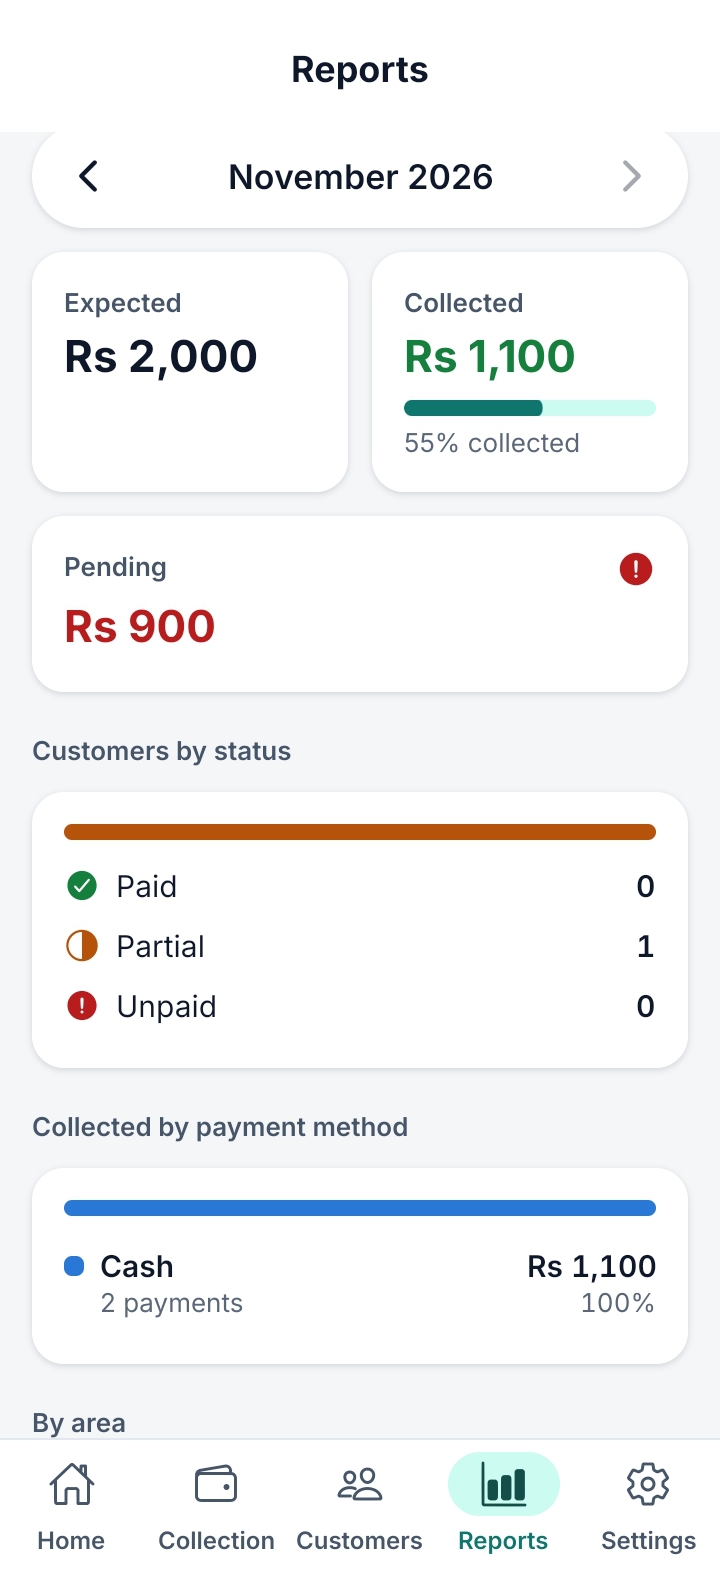 Reports
November 2026
Expected
Rs 2,000
Collected
Rs 1,100
55% collected
Pending
Rs 900
Customers by status
Paid 0
Partial 1
Unpaid 0
Collected by payment method
Cash Rs 1,100
2 payments 100%
By area
Home Collection Customers Reports Settings